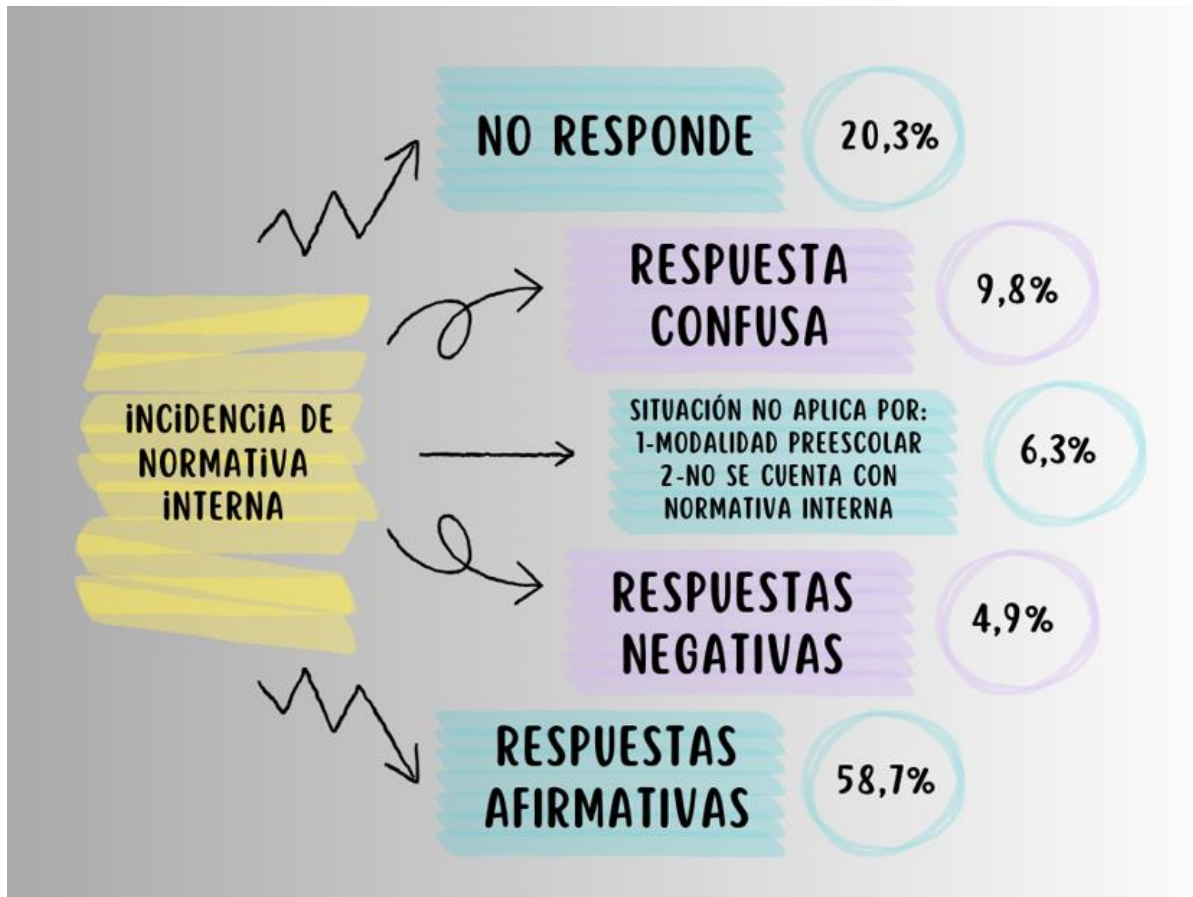 NO RESPONDE
20,3%
RESPUESTA
CONFUSA
9,8%
INCIDENCIA DE
NORMATIVA
INTERNA
SITUACIÓN NO APLICA POR:
1-MODALIDAD PREESCOLAR
2-NO SE CUENTA CON
NORMATIVA INTERNA
6,3%
RESPUESTAS
NEGATIVAS
4,9%
RESPUESTAS
AFIRMATIVAS
58,7%